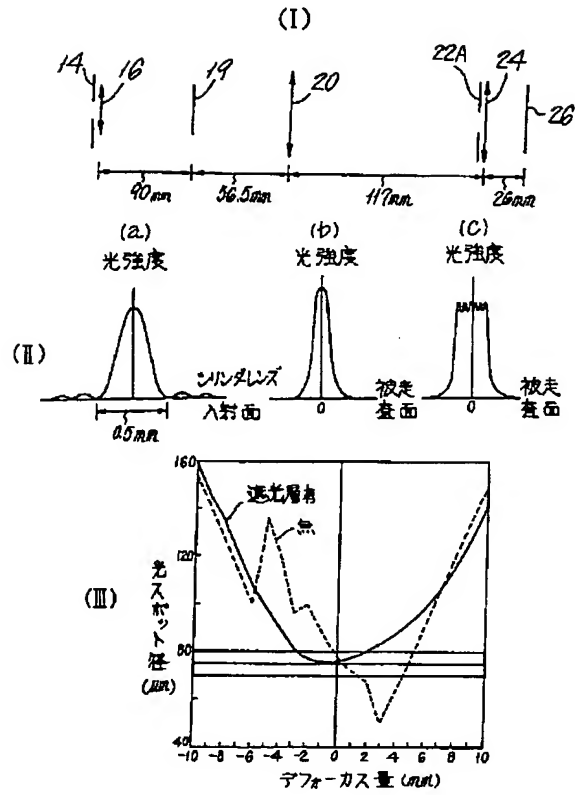 (I)
14 16 19 20 22A 24 26
90mm 56.5mm 117mm 26mm
(a) (b) (c)
光強度 光強度 光強度
(II)
シリンダレンズ
入射面
被走
査面
被走
査面
0 0
0.5mm
(III)
160
120
80
40
遮光層有
無
光スポット径
(μm)
-10 -8 -6 -4 -2 0 2 4 6 8 10
デフォーカス量 (mm)